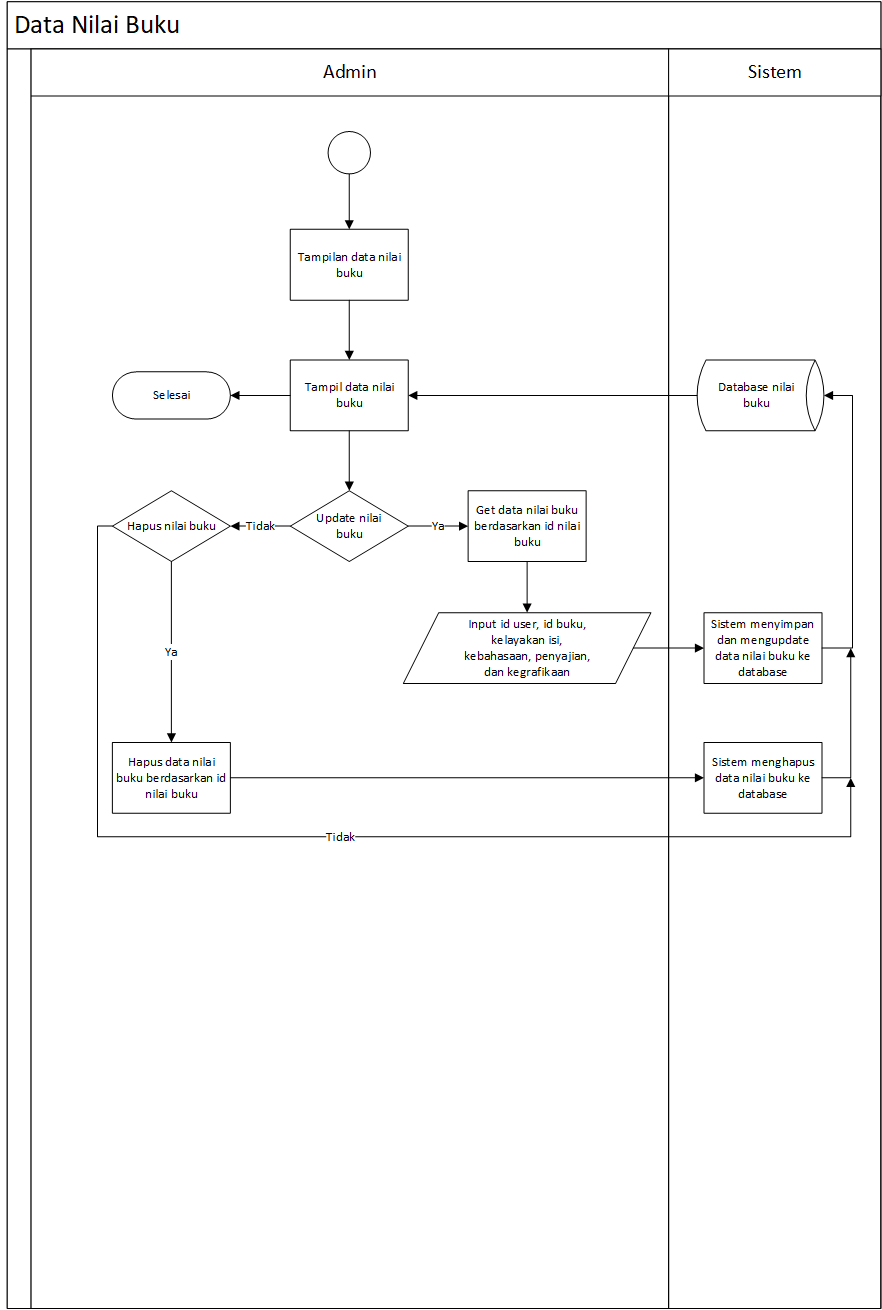 Data Nilai Buku
Admin
Sistem
Tampilan data nilai
buku
Selesai
Tampil data nilai
buku
Database nilai
buku
Hapus nilai buku
Tidak
Update nilai
buku
Ya
Get data nilai buku
berdasarkan id nilai
buku
Input id user, id buku,
kelayakan isi,
kebahasaan, penyajian,
dan kegrafikaan
Sistem menyimpan
dan mengupdate
data nilai buku ke
database
Ya
Hapus data nilai
buku berdasarkan id
nilai buku
Sistem menghapus
data nilai buku ke
database
Tidak